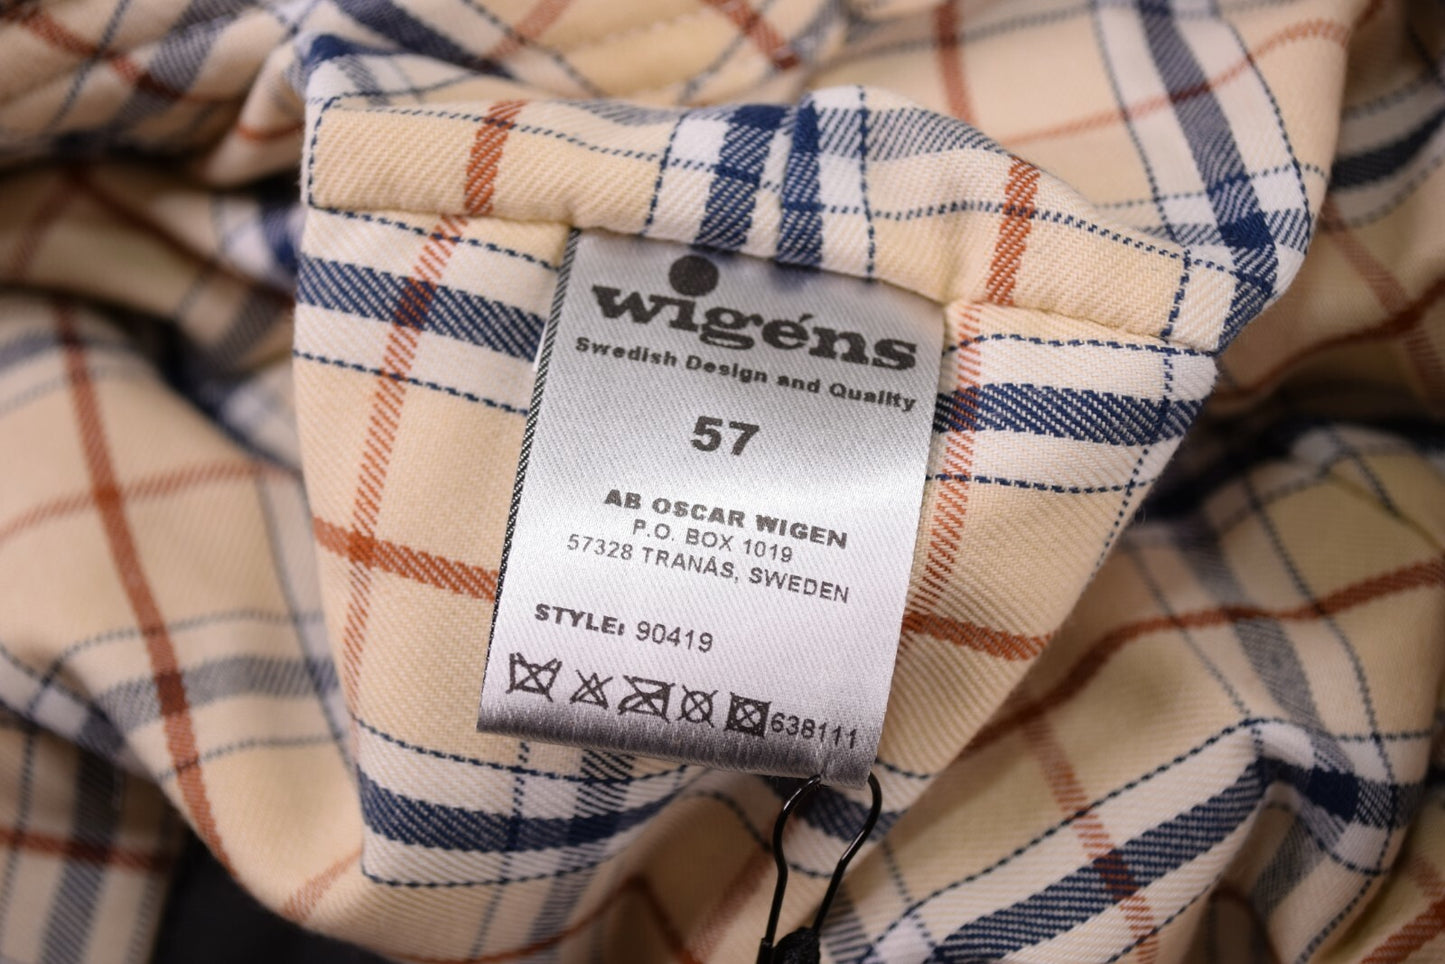 wigéns
Swedish Design and Quality
57
AB OSCAR WIGEN
P.O. BOX 1019
57328 TRANÅS, SWEDEN
STYLE: 90419
638111